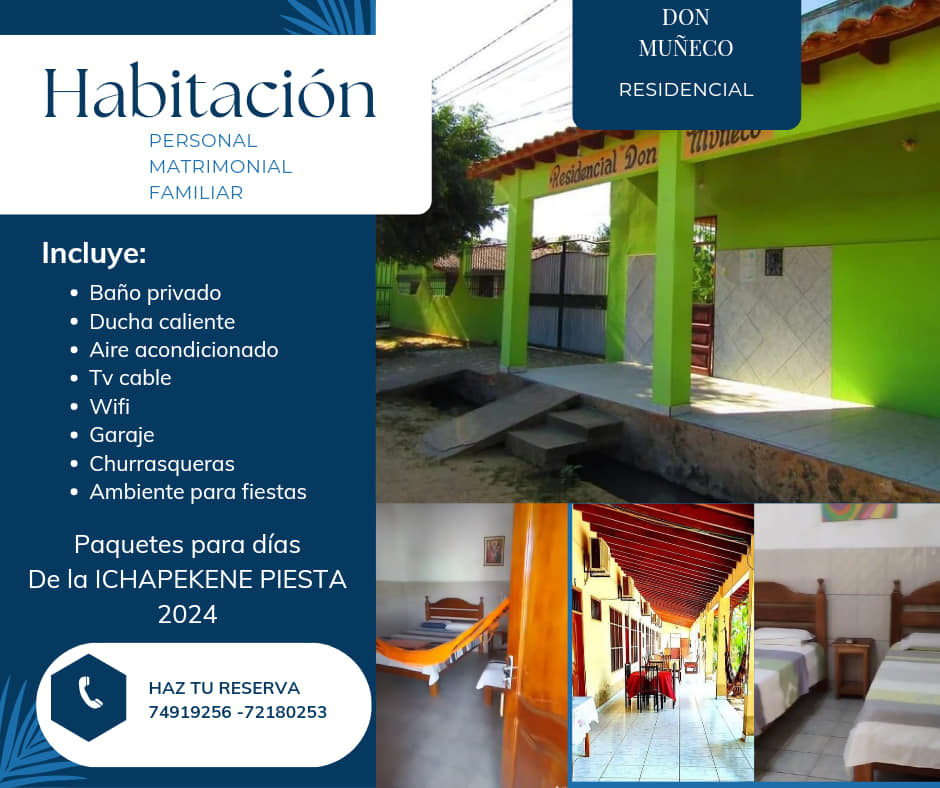 Habitación
PERSONAL
MATRIMONIAL
FAMILIAR
DON
MUÑECO
RESIDENCIAL
Residencial Don Muñeco
Incluye:
• Baño privado
• Ducha caliente
• Aire acondicionado
• Tv cable
• Wifi
• Garaje
• Churrasqueras
• Ambiente para fiestas
Paquetes para días
De la ICHAPEKENE PIESTA
2024
HAZ TU RESERVA
74919256 -72180253